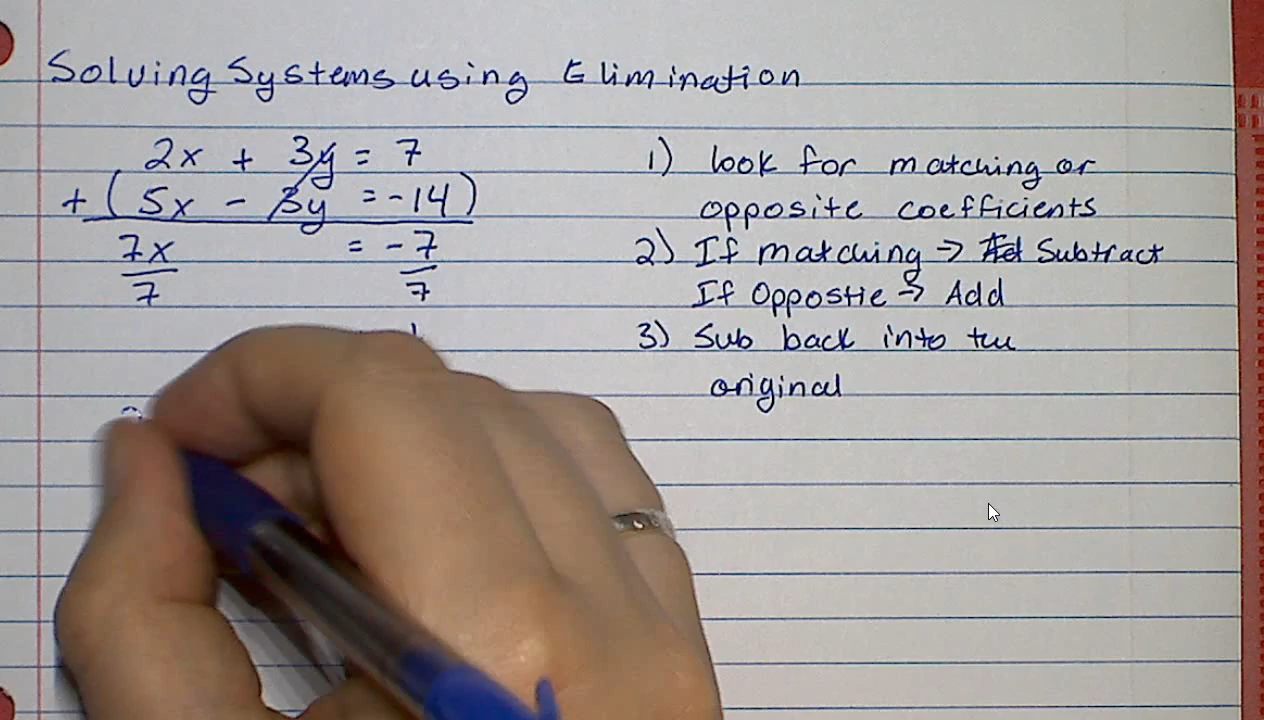 Solving Systems using Elimination
2x + 3y = 7
+ (5x - 3y = -14)
7x = -7
7 7
1) look for matching or
opposite coefficients
2) If matching → Subtract
If Oppostie → Add
3) Sub back into the
original